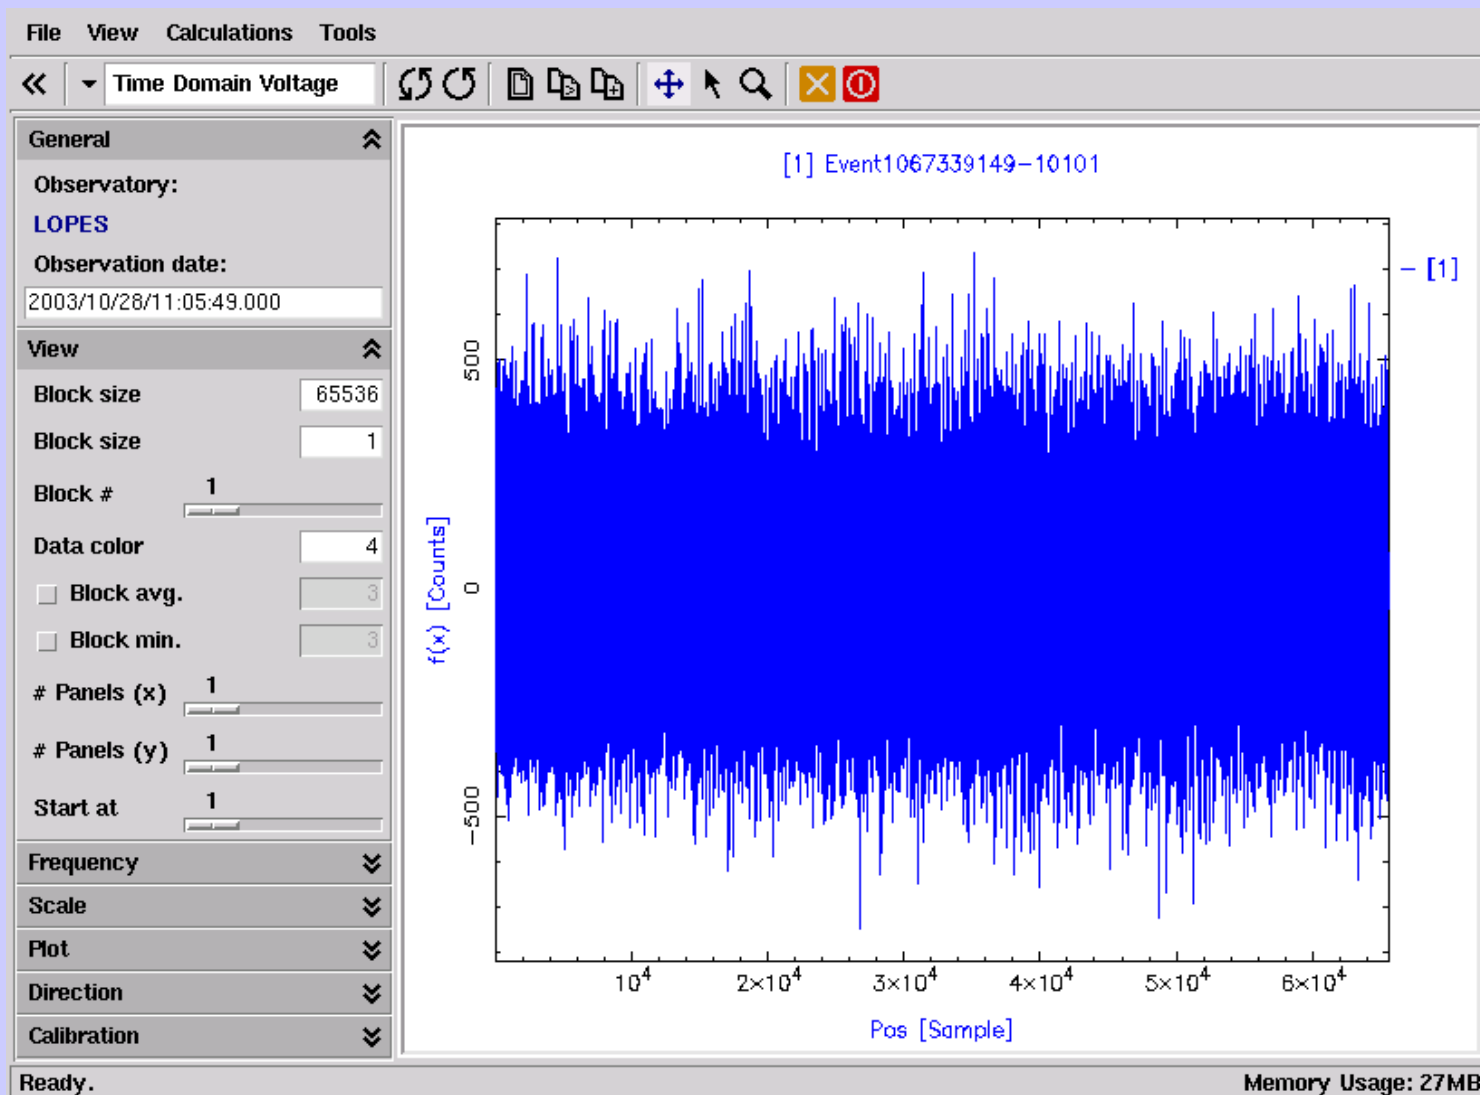 File View Calculations Tools
Time Domain Voltage
General
Observatory:
LOPES
Observation date:
2003/10/28/11:05:49.000
View
Block size 65536
Block size 1
Block # 1
Data color 4
Block avg. 3
Block min. 3
# Panels (x) 1
# Panels (y) 1
Start at 1
Frequency
Scale
Plot
Direction
Calibration
[1] Event1067339149-10101
- [1]
500
0
-500
f(x) [Counts]
10⁴ 2×10⁴ 3×10⁴ 4×10⁴ 5×10⁴ 6×10⁴
Pos [Sample]
Ready. Memory Usage: 27MB